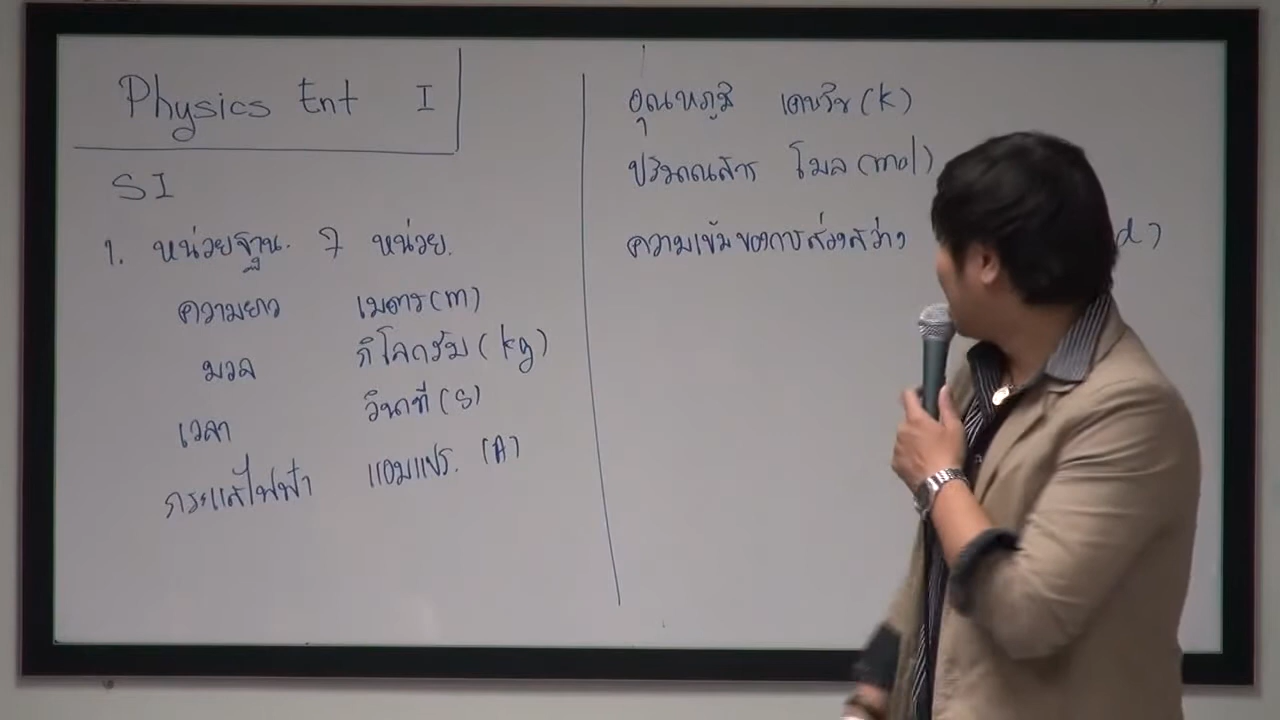 Physics Ent I
SI
1. หน่วยฐาน. 7 หน่วย.
ความยาว เมตร (m)
มวล กิโลกรัม (kg)
เวลา วินาที (s)
กระแสไฟฟ้า แอมแปร. (A)
อุณหภูมิ เคลวิน (K)
ปริมาณสาร โมล (mol)
ความเข้มของการส่องสว่าง d)